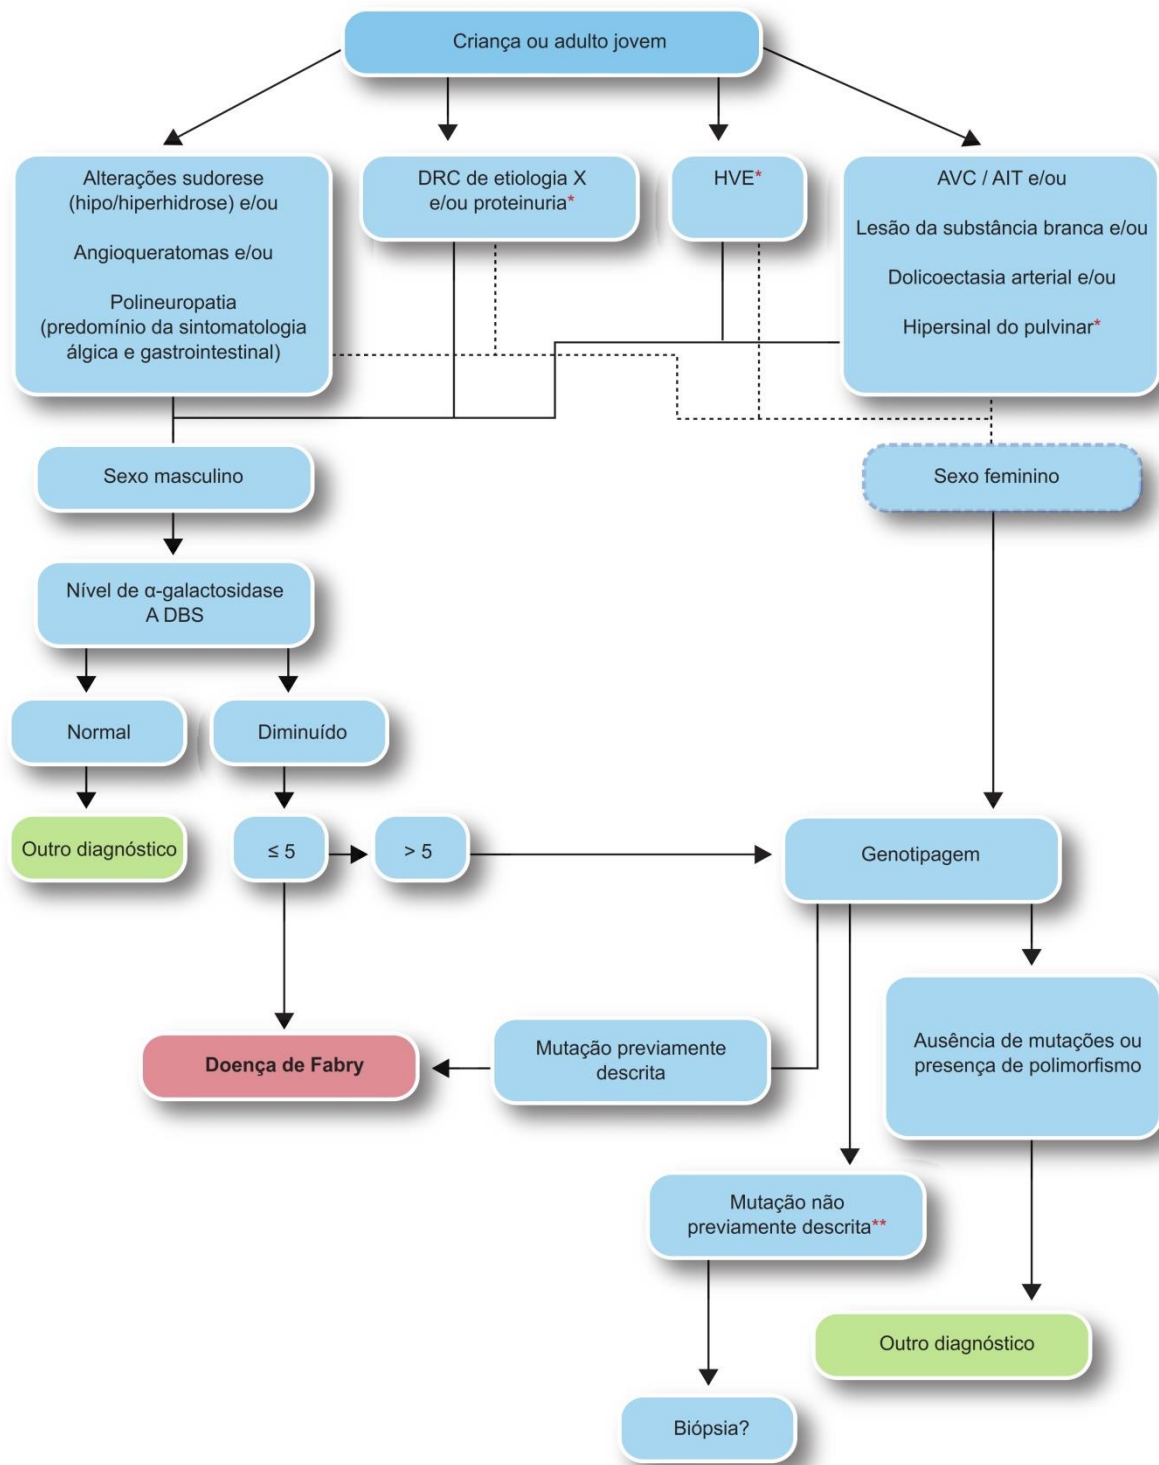 Criança ou adulto jovem
Alterações sudorese
(hipo/hiperhidrose) e/ou
Angioqueratomas e/ou
Polineuropatia
(predomínio da sintomatologia
álgica e gastrointestinal)
DRC de etiologia X
e/ou proteinuria*
HVE*
AVC / AIT e/ou
Lesão da substância branca e/ou
Dolicoectasia arterial e/ou
Hipersinal do pulvinar*
Sexo masculino
Sexo feminino
Nível de α-galactosidase
A DBS
Normal
Diminuído
Outro diagnóstico
≤ 5
> 5
Genotipagem
Doença de Fabry
Mutação previamente
descrita
Ausência de mutações ou
presença de polimorfismo
Mutação não
previamente descrita**
Outro diagnóstico
Biópsia?